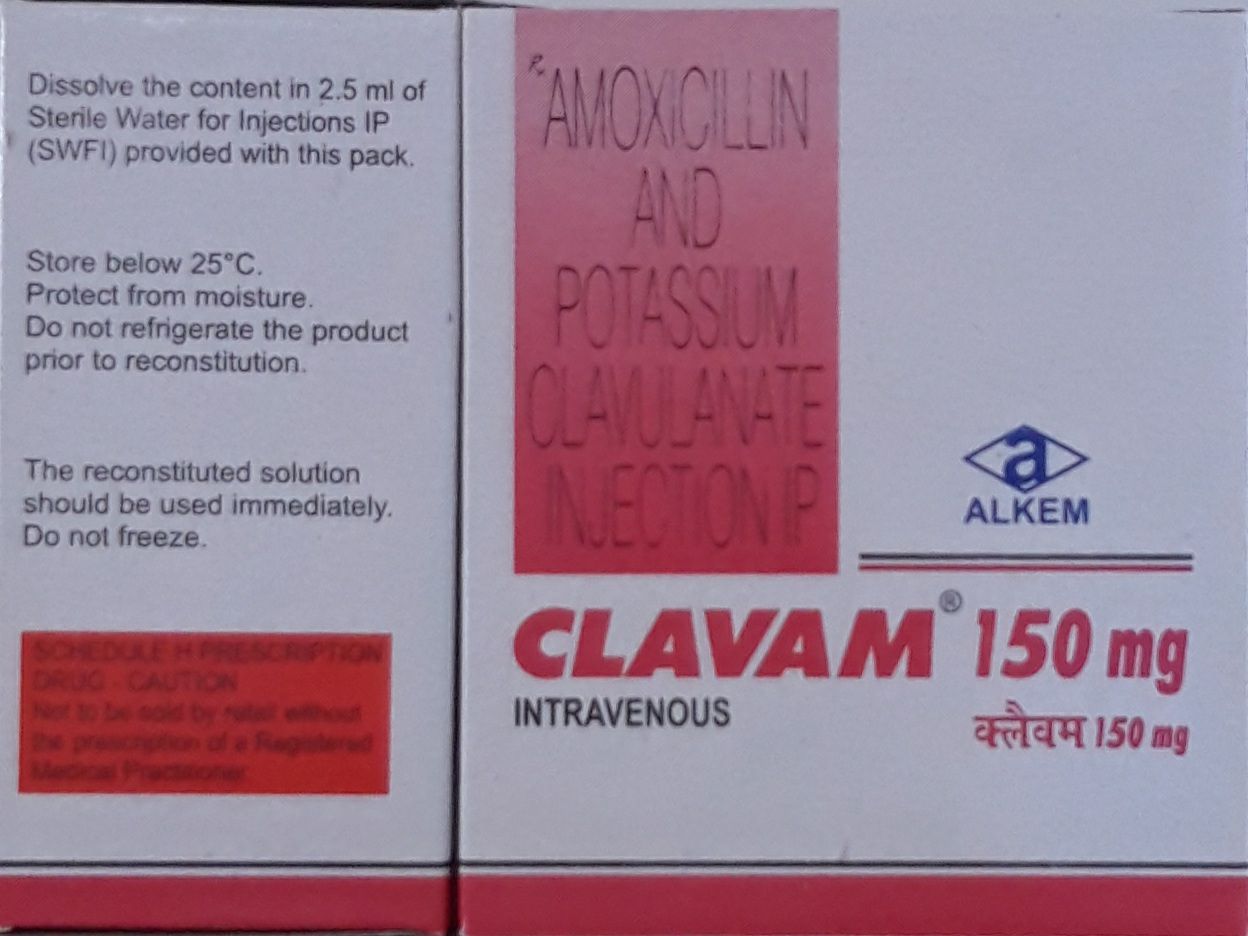 Dissolve the content in 2.5 ml of
Sterile Water for Injections IP
(SWFI) provided with this pack.
Store below 25°C.
Protect from moisture.
Do not refrigerate the product
prior to reconstitution.
The reconstituted solution
should be used immediately.
Do not freeze.
SCHEDULE H PRESCRIPTION
DRUG - CAUTION
Not to be sold by retail without
the prescription of a Registered
Medical Practitioner
Rx AMOXICILLIN
AND
POTASSIUM
CLAVULANATE
INJECTION IP
a
ALKEM
CLAVAM® 150 mg
INTRAVENOUS
क्लैवम 150 mg